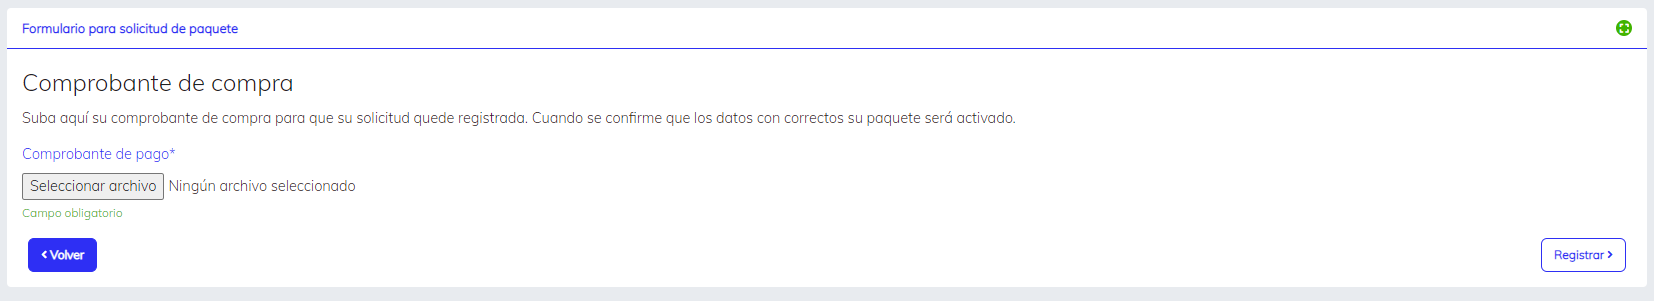 Formulario para solicitud de paquete
Comprobante de compra
Suba aquí su comprobante de compra para que su solicitud quede registrada. Cuando se confirme que los datos con correctos su paquete será activado.
Comprobante de pago*
Seleccionar archivo Ningún archivo seleccionado
Campo obligatorio
Volver
Registrar